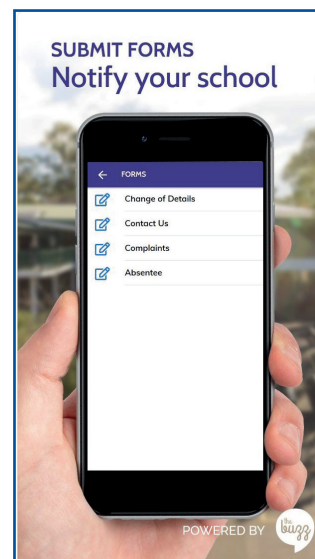 SUBMIT FORMS
Notify your school
FORMS
Change of Details
Contact Us
Complaints
Absentee
POWERED BY
the
buzz